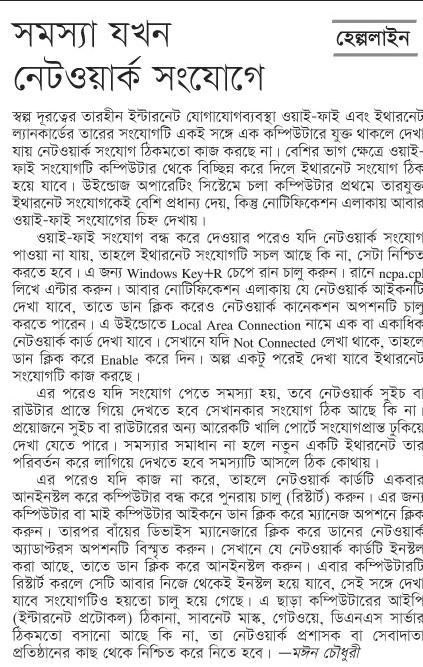 সমস্যা যখন
নেটওয়ার্ক সংযোগে
হেল্পলাইন
স্বল্প দূরত্বের তারহীন ইন্টারনেট যোগাযোগব্যবস্থা ওয়াই-ফাই এবং ইথারনেট
ল্যানকার্ডের তারের সংযোগটি একই সঙ্গে এক কম্পিউটারে যুক্ত থাকলে দেখা
যায় নেটওয়ার্ক সংযোগ ঠিকমতো কাজ করছে না। বেশির ভাগ ক্ষেত্রে ওয়াই-
ফাই সংযোগটি কম্পিউটার থেকে বিচ্ছিন্ন করে দিলে ইথারনেট সংযোগ ঠিক
হয়ে যাবে। উইন্ডোজ অপারেটিং সিস্টেমে চলা কম্পিউটার প্রথমে তারযুক্ত
ইথারনেট সংযোগকেই বেশি প্রাধান্য দেয়, কিন্তু নোটিফিকেশন এলাকায় আবার
ওয়াই-ফাই সংযোগের চিহ্ন দেখায়।
ওয়াই-ফাই সংযোগ বন্ধ করে দেওয়ার পরেও যদি নেটওয়ার্ক সংযোগ
পাওয়া না যায়, তাহলে ইথারনেট সংযোগটি সচল আছে কি না, সেটা নিশ্চিত
করতে হবে। এ জন্য Windows Key+R চেপে রান চালু করুন। রানে ncpa.cpl
লিখে এন্টার করুন। আবার নোটিফিকেশন এলাকায় যে নেটওয়ার্ক আইকনটি
দেখা যাবে, তাতে ডান ক্লিক করেও নেটওয়ার্ক কানেকশন অপশনটি চালু
করতে পারেন। এ উইন্ডোতে Local Area Connection নামে এক বা একাধিক
নেটওয়ার্ক কার্ড দেখা যাবে। সেখানে যদি Not Connected লেখা থাকে, তাহলে
ডান ক্লিক করে Enable করে দিন। অল্প একটু পরেই দেখা যাবে ইথারনেট
সংযোগটি কাজ করছে।
এর পরেও যদি সংযোগ পেতে সমস্যা হয়, তবে নেটওয়ার্ক সুইচ বা
রাউটার প্রান্তে গিয়ে দেখতে হবে সেখানকার সংযোগ ঠিক আছে কি না।
প্রয়োজনে সুইচ বা রাউটারের অন্য আরেকটি খালি পোর্টে সংযোগপ্রান্ত ঢুকিয়ে
দেখা যেতে পারে। সমস্যার সমাধান না হলে নতুন একটি ইথারনেট তার
পরিবর্তন করে লাগিয়ে দেখতে হবে সমস্যাটি আসলে ঠিক কোথায়।
এর পরেও যদি কাজ না করে, তাহলে নেটওয়ার্ক কার্ডটি একবার
আনইনস্টল করে কম্পিউটার বন্ধ করে পুনরায় চালু (রিস্টার্ট) করুন। এর জন্য
কম্পিউটার বা মাই কম্পিউটার আইকনে ডান ক্লিক করে ম্যানেজ অপশনে ক্লিক
করুন। তারপর বাঁয়ের ডিভাইস ম্যানেজারে ক্লিক করে ডানের নেটওয়ার্ক
অ্যাডাপ্টরস অপশনটি বিস্তৃত করুন। সেখানে যে নেটওয়ার্ক কার্ডটি ইনস্টল
করা আছে, তাতে ডান ক্লিক করে আনইনস্টল করুন। এবার কম্পিউটারটি
রিস্টার্ট করলে সেটি আবার নিজে থেকেই ইনস্টল হয়ে যাবে, সেই সঙ্গে দেখা
যাবে সংযোগটিও হয়তো চালু হয়ে গেছে। এ ছাড়া কম্পিউটারের আইপি
(ইন্টারনেট প্রটোকল) ঠিকানা, সাবনেট মাস্ক, গেটওয়ে, ডিএনএস সার্ভার
ঠিকমতো বসানো আছে কি না, তা নেটওয়ার্ক প্রশাসক বা সেবাদাতা
প্রতিষ্ঠানের কাছ থেকে নিশ্চিত করে নিতে হবে। —মঈন চৌধুরী